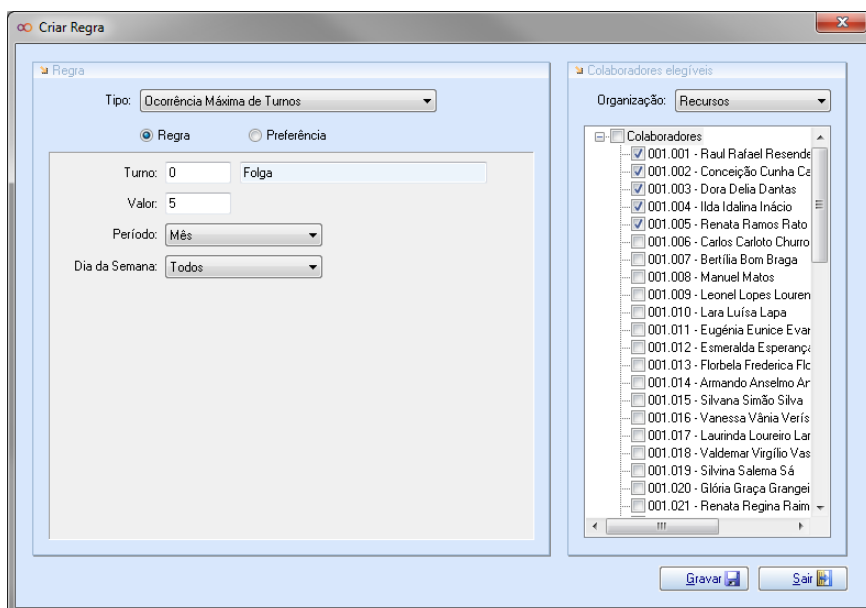 Criar Regra
Regra
Tipo: Ocorrência Máxima de Turnos
Regra Preferência
Turno: 0 Folga
Valor: 5
Período: Mês
Dia da Semana: Todos
Colaboradores elegíveis
Organização: Recursos
Colaboradores
001.001 - Raul Rafael Resende
001.002 - Conceição Cunha Ca
001.003 - Dora Delia Dantas
001.004 - Ilda Idalina Inácio
001.005 - Renata Ramos Rato
001.006 - Carlos Carloto Churro
001.007 - Bertília Bom Braga
001.008 - Manuel Matos
001.009 - Leonel Lopes Louren
001.010 - Lara Luísa Lapa
001.011 - Eugénia Eunice Evar
001.012 - Esmeralda Esperança
001.013 - Florbela Frederica Flo
001.014 - Armando Anselmo Ar
001.015 - Silvana Simão Silva
001.016 - Vanessa Vânia Verís
001.017 - Laurinda Loureiro Lar
001.018 - Valdemar Virgílio Vas
001.019 - Silvina Salema Sá
001.020 - Glória Graça Grangei
001.021 - Renata Regina Raim
Gravar Sair